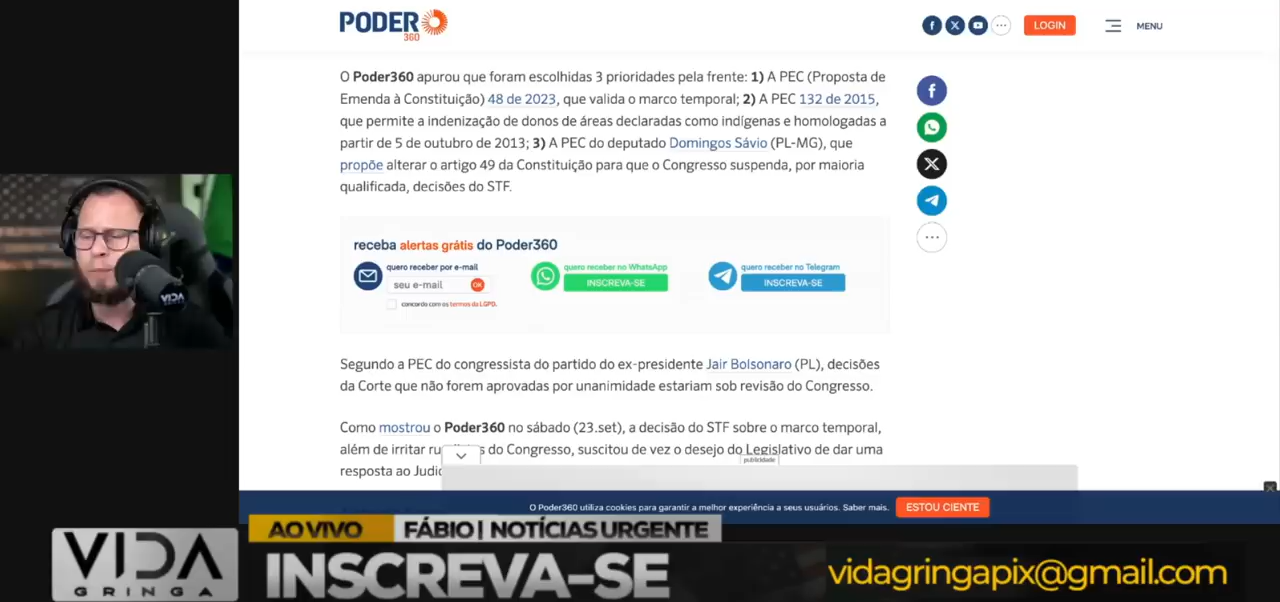 PODER
360
LOGIN
MENU
O Poder360 apurou que foram escolhidas 3 prioridades pela frente: 1) A PEC (Proposta de
Emenda à Constituição) 48 de 2023, que valida o marco temporal; 2) A PEC 132 de 2015,
que permite a indenização de donos de áreas declaradas como indígenas e homologadas a
partir de 5 de outubro de 2013; 3) A PEC do deputado Domingos Sávio (PL-MG), que
propõe alterar o artigo 49 da Constituição para que o Congresso suspenda, por maioria
qualificada, decisões do STF.
receba alertas grátis do Poder360
quero receber por e-mail
seu e-mail
OK
concordo com os termos da LGPD.
quero receber no WhatsApp
INSCREVA-SE
quero receber no Telegram
INSCREVA-SE
Segundo a PEC do congressista do partido do ex-presidente Jair Bolsonaro (PL), decisões
da Corte que não forem aprovadas por unanimidade estariam sob revisão do Congresso.
Como mostrou o Poder360 no sábado (23.set), a decisão do STF sobre o marco temporal,
além de irritar do Congresso, suscitou de vez o desejo do Legislativo de dar uma
resposta ao
publicidade
O Poder360 utiliza cookies para garantir a melhor experiência a seus usuários. Saber mais.
ESTOU CIENTE
VIDA
AO VIVO
FÁBIO | NOTÍCIAS URGENTE
VIDA
GRINGA
INSCREVA-SE
vidagringapix@gmail.com